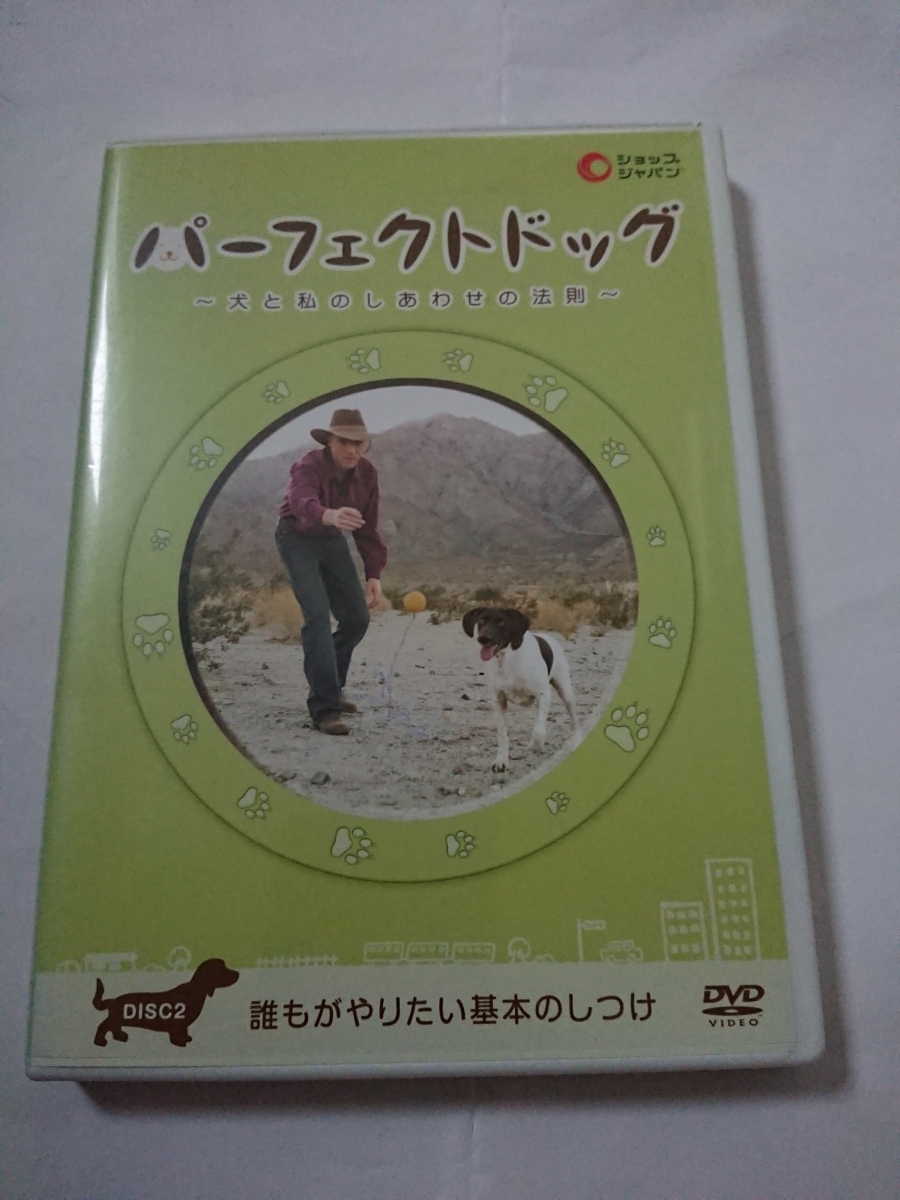 ショップ
ジャパン
パーフェクトドッグ
～犬と私のしあわせの法則～
DISC2
誰もがやりたい基本のしつけ
DVD
VIDEO